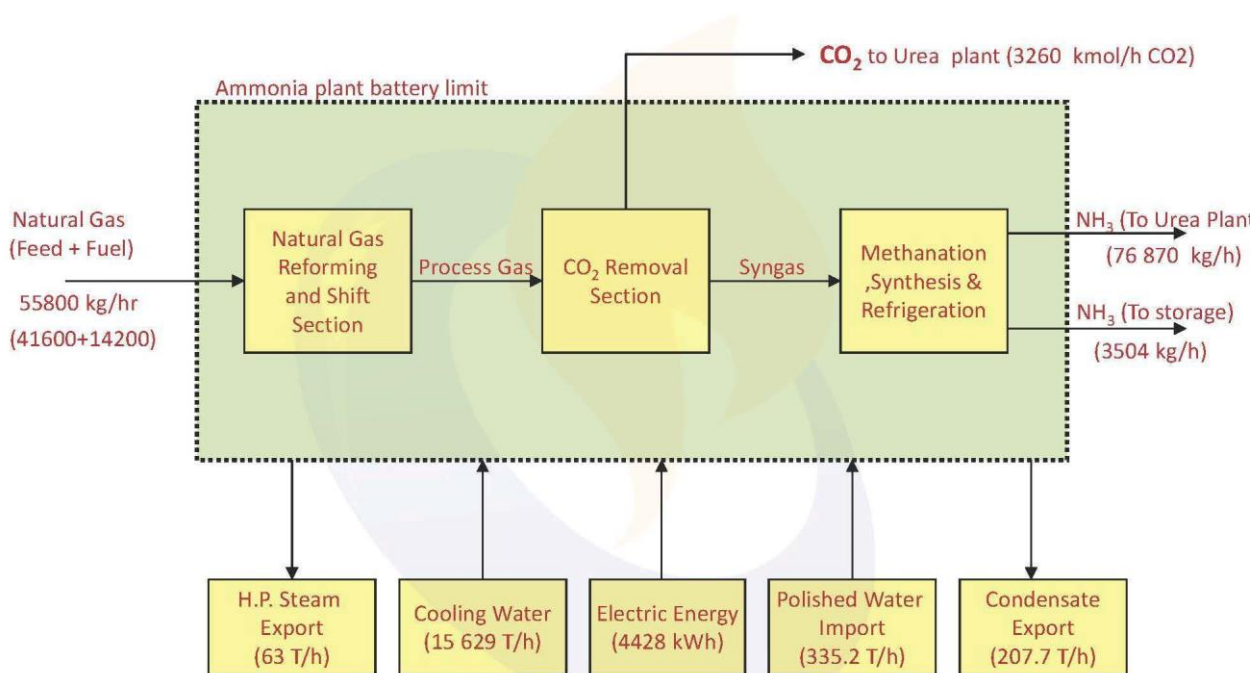 CO₂ to Urea plant (3260 kmol/h CO2)
Ammonia plant battery limit
Natural Gas
(Feed + Fuel)
55800 kg/hr
(41600+14200)
Natural Gas
Reforming
and Shift
Section
Process Gas
CO₂ Removal
Section
Syngas
Methanation
,Synthesis &
Refrigeration
NH₃ (To Urea Plant
(76 870 kg/h)
NH₃ (To storage)
(3504 kg/h)
H.P. Steam
Export
(63 T/h)
Cooling Water
(15 629 T/h)
Electric Energy
(4428 kWh)
Polished Water
Import
(335.2 T/h)
Condensate
Export
(207.7 T/h)